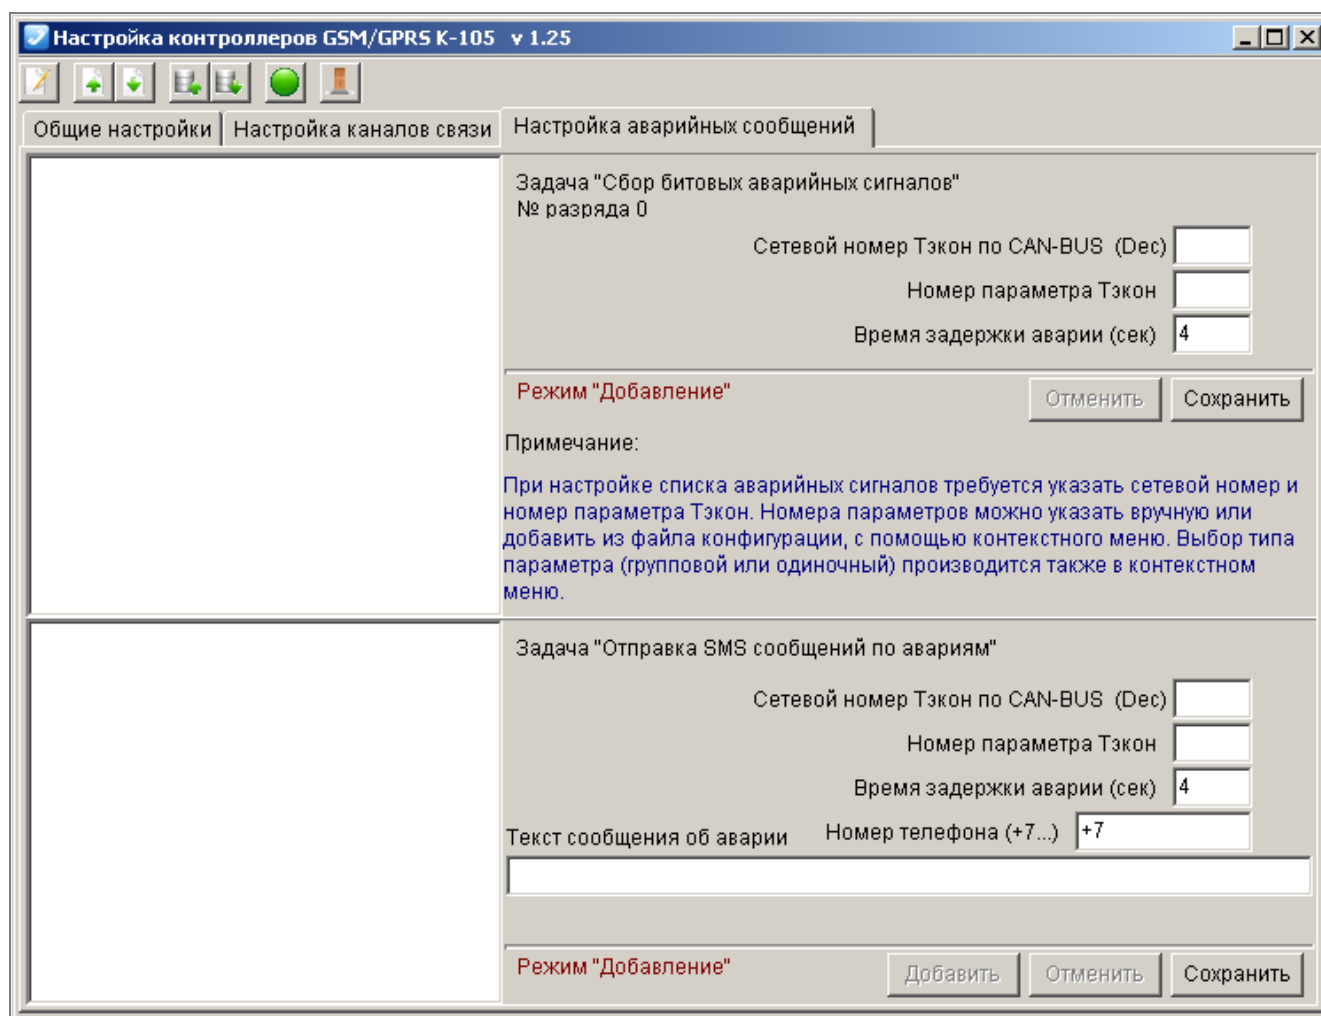 Настройка контроллеров GSM/GPRS K-105 v 1.25
Общие настройки
Настройка каналов связи
Настройка аварийных сообщений
Задача "Сбор битовых аварийных сигналов"
№ разряда 0
Сетевой номер Тэкон по CAN-BUS (Dec)
Номер параметра Тэкон
Время задержки аварии (сек) 4
Режим "Добавление"
Отменить
Сохранить
Примечание:
При настройке списка аварийных сигналов требуется указать сетевой номер и
номер параметра Тэкон. Номера параметров можно указать вручную или
добавить из файла конфигурации, с помощью контекстного меню. Выбор типа
параметра (групповой или одиночный) производится также в контекстном
меню.
Задача "Отправка SMS сообщений по авариям"
Сетевой номер Тэкон по CAN-BUS (Dec)
Номер параметра Тэкон
Время задержки аварии (сек) 4
Номер телефона (+7...) +7
Текст сообщения об аварии
Режим "Добавление"
Добавить
Отменить
Сохранить